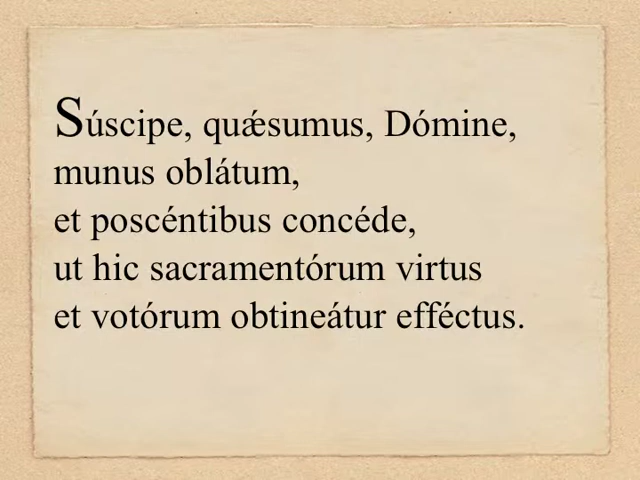 Súscipe, quǽsumus, Dómine,
munus oblátum,
et poscéntibus concéde,
ut hic sacramentórum virtus
et votórum obtineátur efféctus.